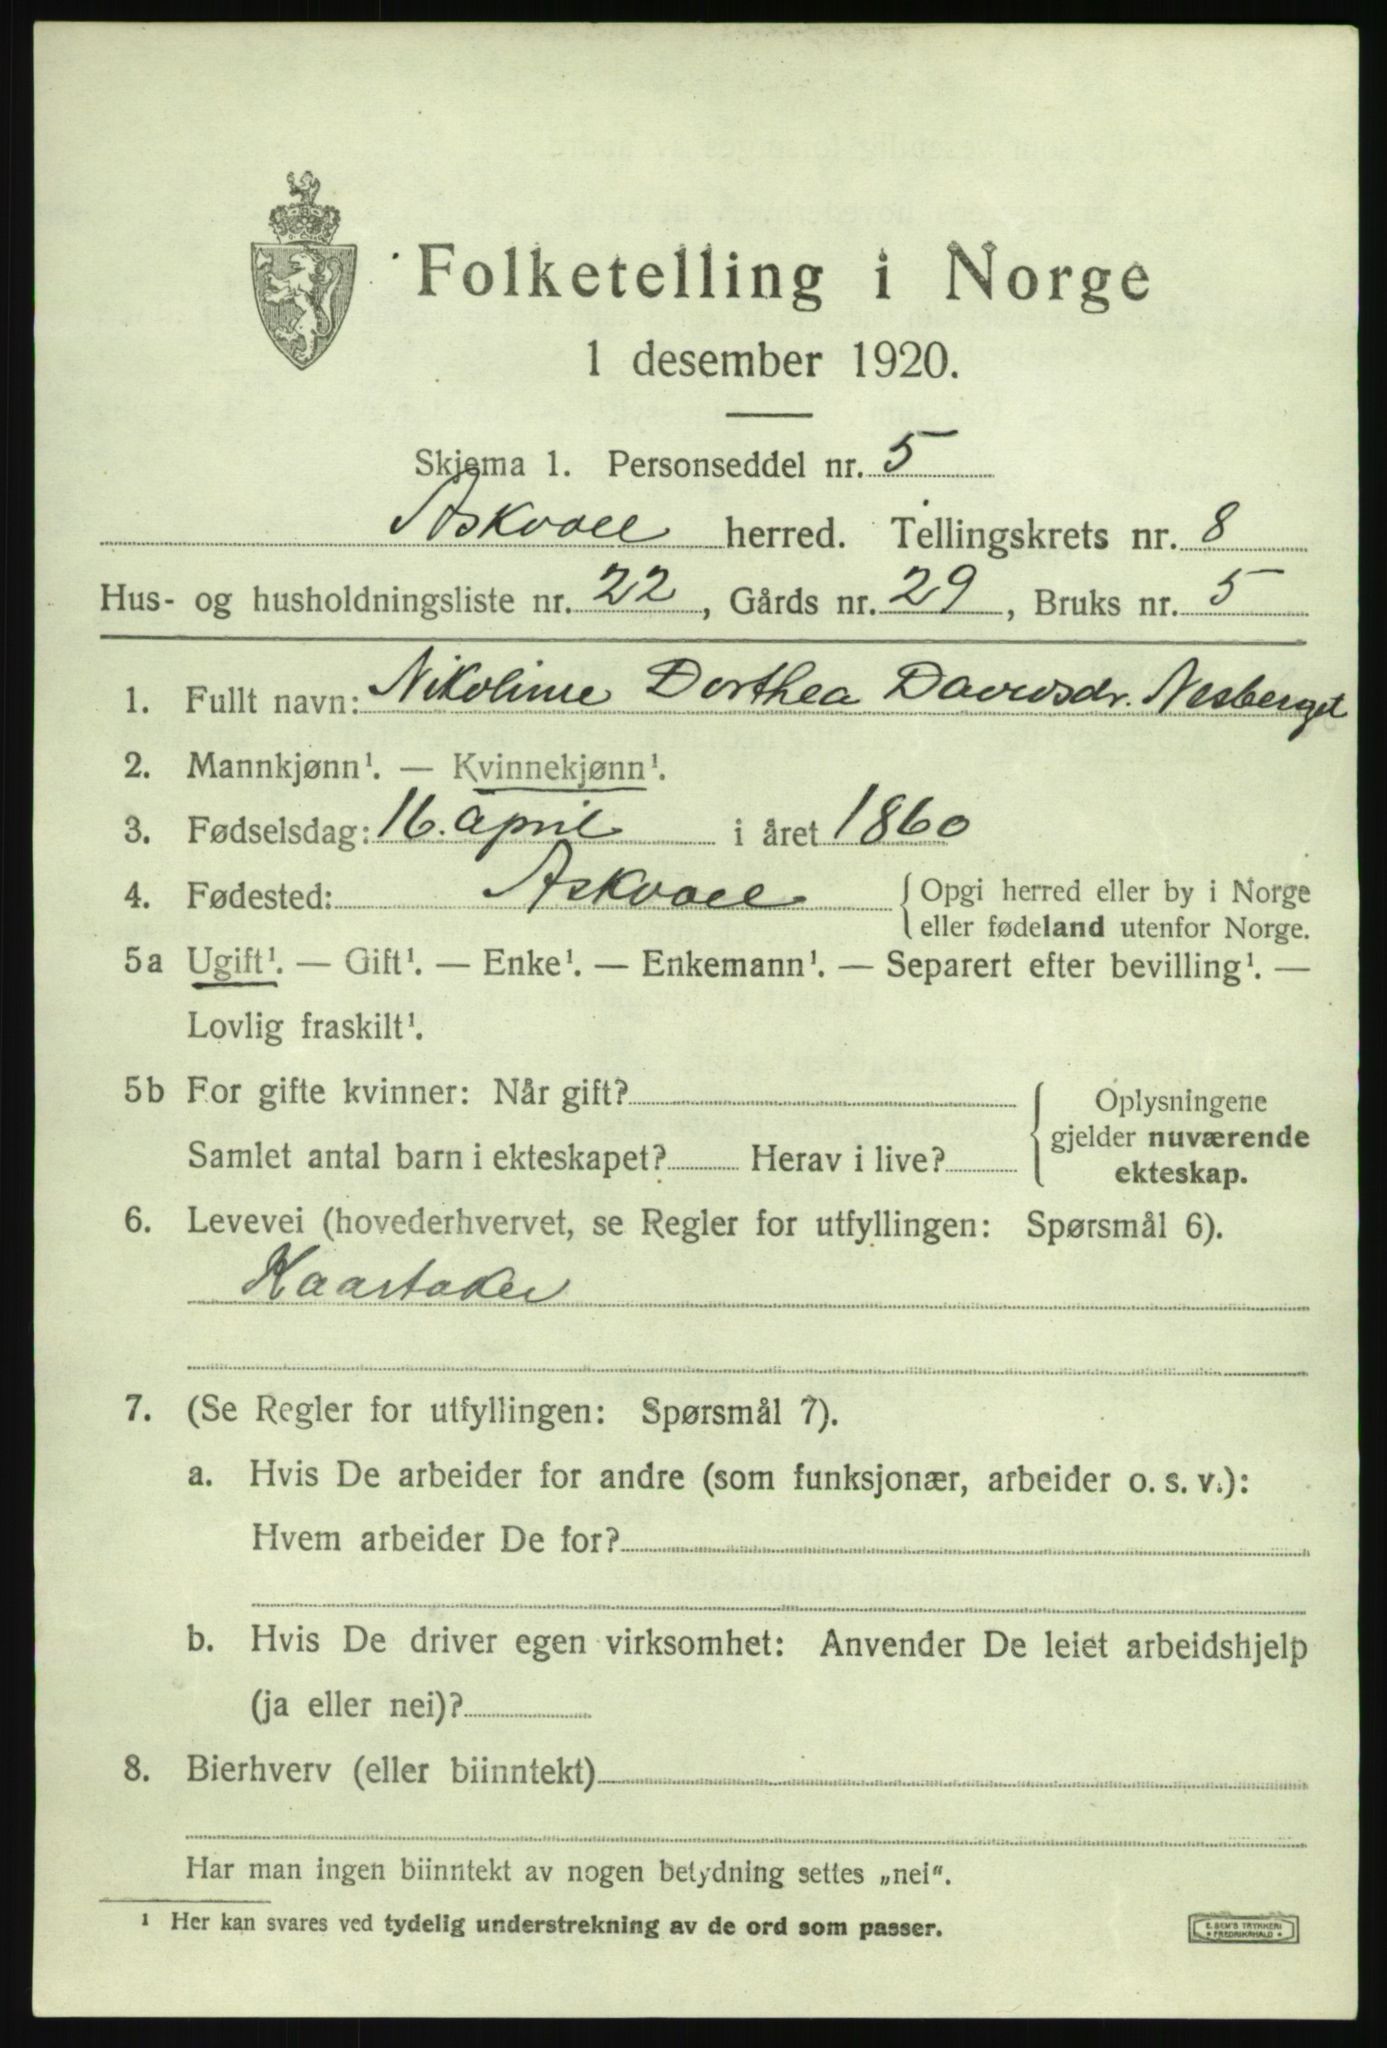 Folketelling i Norge
1 desember 1920.
Skjema 1. Personseddel nr. 5
Askvoll herred. Tellingskrets nr. 8
Hus- og husholdningsliste nr. 22, Gårds nr. 29, Bruks nr. 5
1. Fullt navn: Nikoline Dorthea Davidsdr. Nesberget
2. Mannkjønn¹. — Kvinnekjønn¹.
3. Fødselsdag: 16. april i året 1860
4. Fødested: Askvoll {Opgi herred eller by i Norge
eller fødeland utenfor Norge.
5a Ugift¹. — Gift¹. — Enke¹. — Enkemann¹. — Separert efter bevilling¹. —
Lovlig fraskilt¹.
5b For gifte kvinner: Når gift?
Samlet antal barn i ekteskapet? Herav i live?
Oplysningene
gjelder nuværende
ekteskap.
6. Levevei (hovederhvervet, se Regler for utfyllingen: Spørsmål 6).
Kaartaker
7. (Se Regler for utfyllingen: Spørsmål 7).
a. Hvis De arbeider for andre (som funksjonær, arbeider o. s. v.):
Hvem arbeider De for?
b. Hvis De driver egen virksomhet: Anvender De leiet arbeidshjelp
(ja eller nei)?
8. Bierhverv (eller biinntekt)
Har man ingen biinntekt av nogen betydning settes „nei".
¹ Her kan svares ved tydelig understrekning av de ord som passer.
E. SEM'S TRYKKERI
FREDRIKSHALD